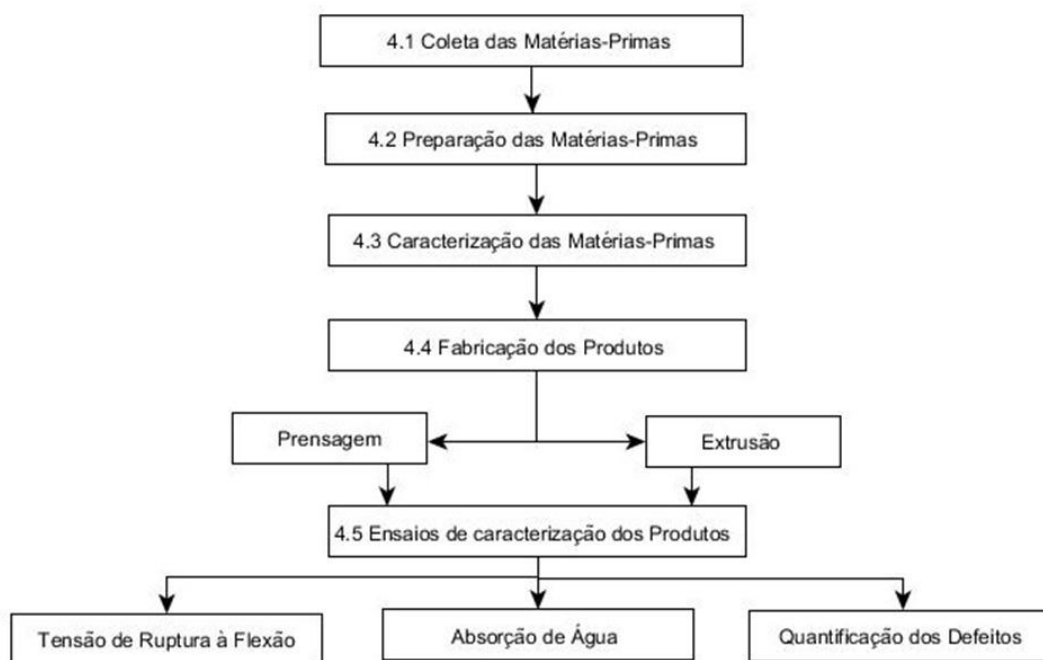 4.1 Coleta das Matérias-Primas
4.2 Preparação das Matérias-Primas
4.3 Caracterização das Matérias-Primas
4.4 Fabricação dos Produtos
Prensagem
Extrusão
4.5 Ensaios de caracterização dos Produtos
Tensão de Ruptura à Flexão
Absorção de Água
Quantificação dos Defeitos